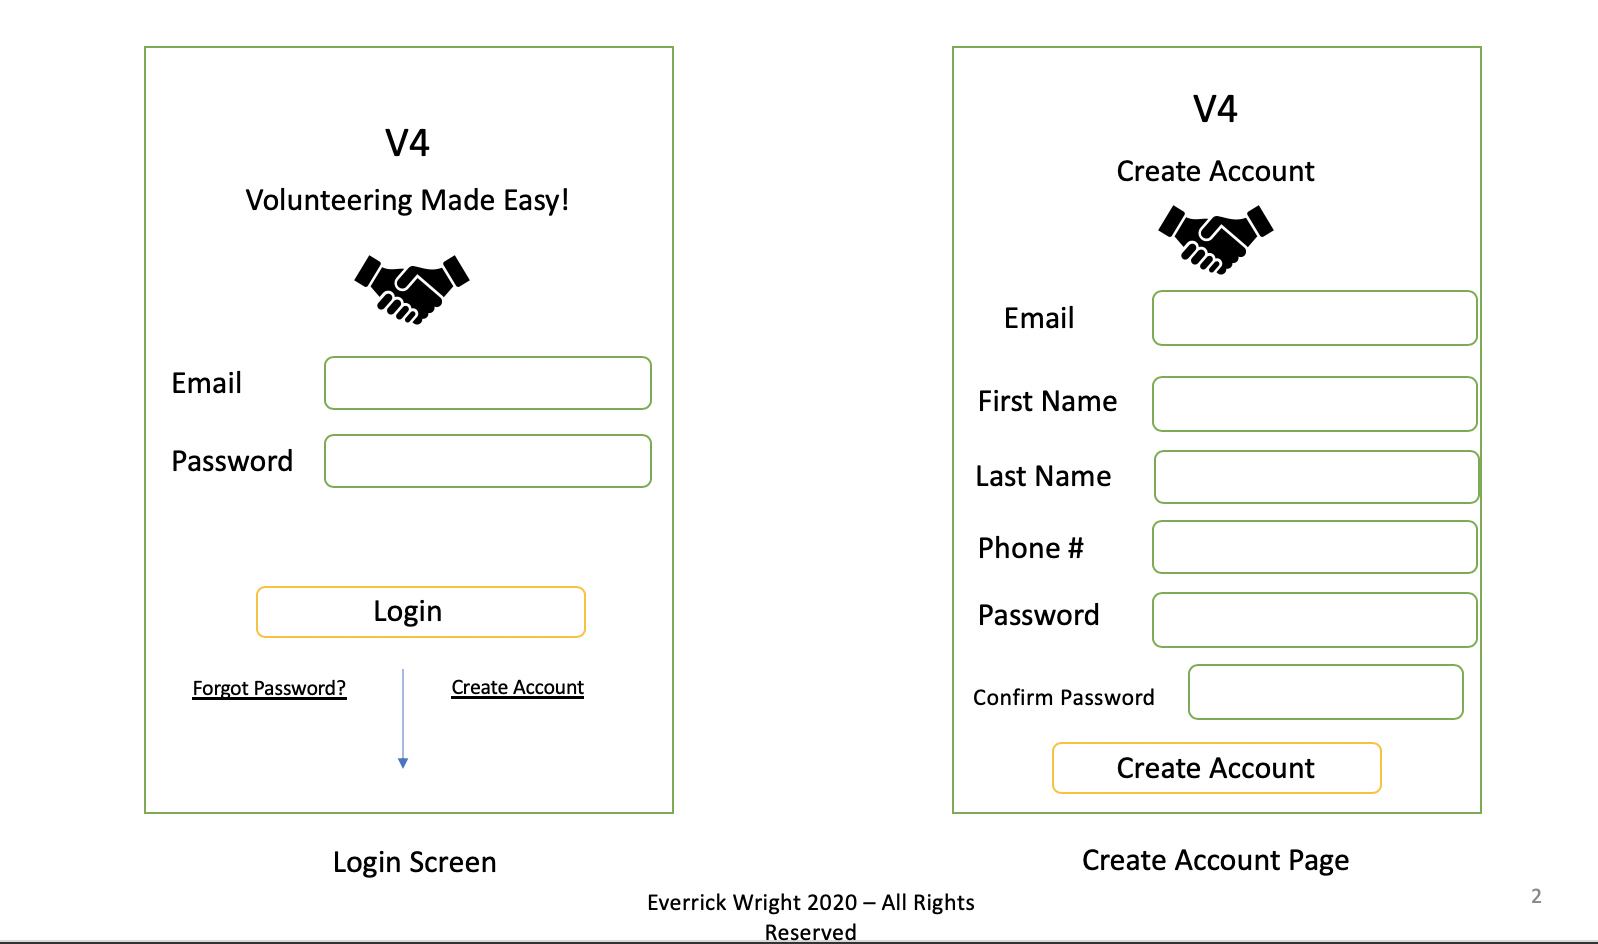 V4
Volunteering Made Easy!
Email
Password
Login
Forgot Password?
Create Account
Login Screen
V4
Create Account
Email
First Name
Last Name
Phone #
Password
Confirm Password
Create Account
Create Account Page
Everrick Wright 2020 – All Rights
Reserved
2